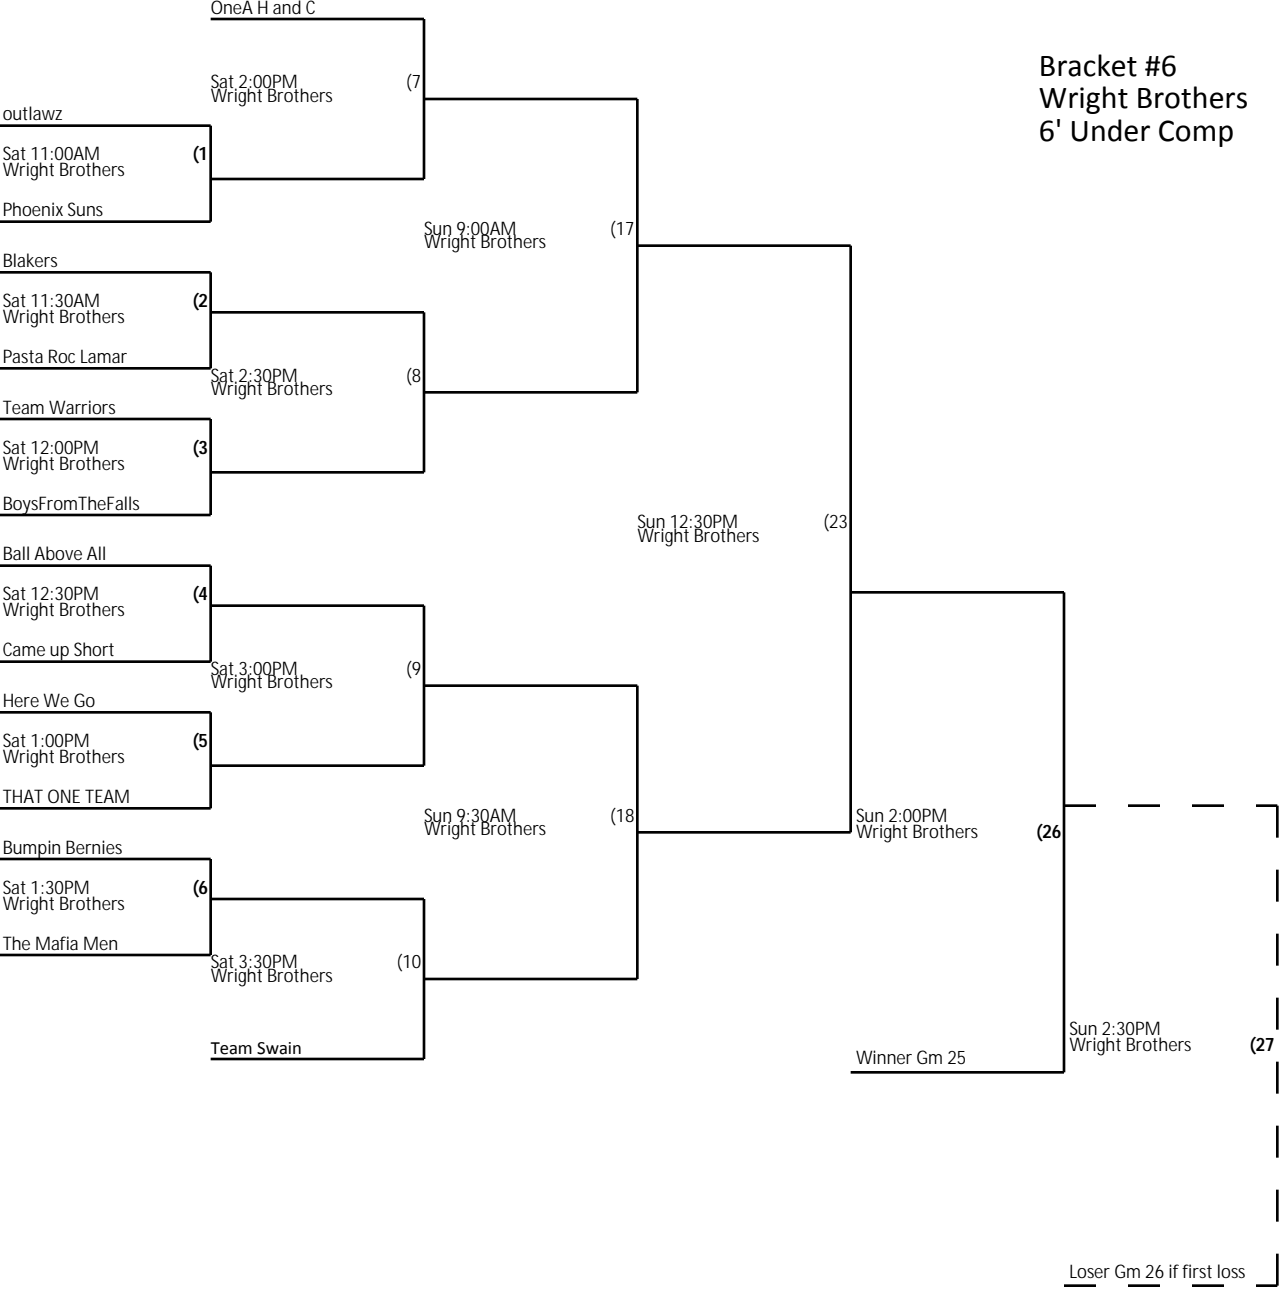 OneA H and C
Bracket #6
Wright Brothers
6' Under Comp
Sat 2:00PM (7
Wright Brothers
outlawz
Sat 11:00AM (1
Wright Brothers
Phoenix Suns
Sun 9:00AM (17
Wright Brothers
Blakers
Sat 11:30AM (2
Wright Brothers
Pasta Roc Lamar
Sat 2:30PM (8
Wright Brothers
Team Warriors
Sat 12:00PM (3
Wright Brothers
BoysFromTheFalls
Sun 12:30PM (23
Wright Brothers
Ball Above All
Sat 12:30PM (4
Wright Brothers
Came up Short
Sat 3:00PM (9
Wright Brothers
Here We Go
Sat 1:00PM (5
Wright Brothers
THAT ONE TEAM
Sun 9:30AM (18
Wright Brothers
Sun 2:00PM
Wright Brothers (26
Bumpin Bernies
Sat 1:30PM (6
Wright Brothers
The Mafia Men
Sat 3:30PM (10
Wright Brothers
Team Swain
Sun 2:30PM
Wright Brothers (27
Winner Gm 25
Loser Gm 26 if first loss